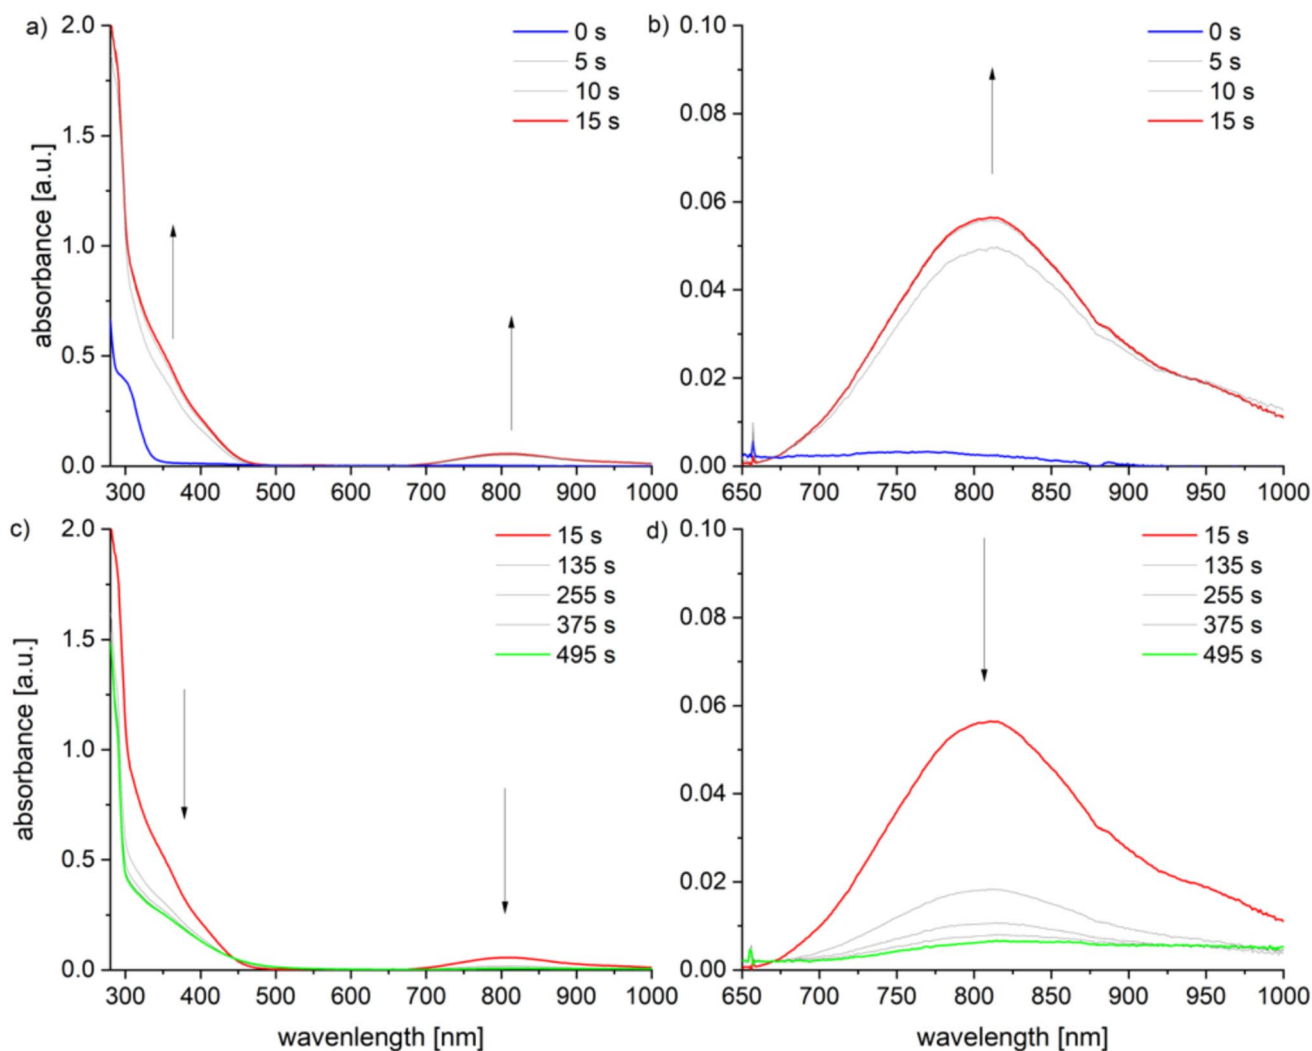 a)
absorbance [a.u.]
2.0
1.5
1.0
0.5
0.0
300 400 500 600 700 800 900 1000
0 s
5 s
10 s
15 s
b)
0.10
0.08
0.06
0.04
0.02
0.00
650 700 750 800 850 900 950 1000
0 s
5 s
10 s
15 s
c)
absorbance [a.u.]
2.0
1.5
1.0
0.5
0.0
300 400 500 600 700 800 900 1000
wavenlength [nm]
15 s
135 s
255 s
375 s
495 s
d)
0.10
0.08
0.06
0.04
0.02
0.00
650 700 750 800 850 900 950 1000
wavelength [nm]
15 s
135 s
255 s
375 s
495 s